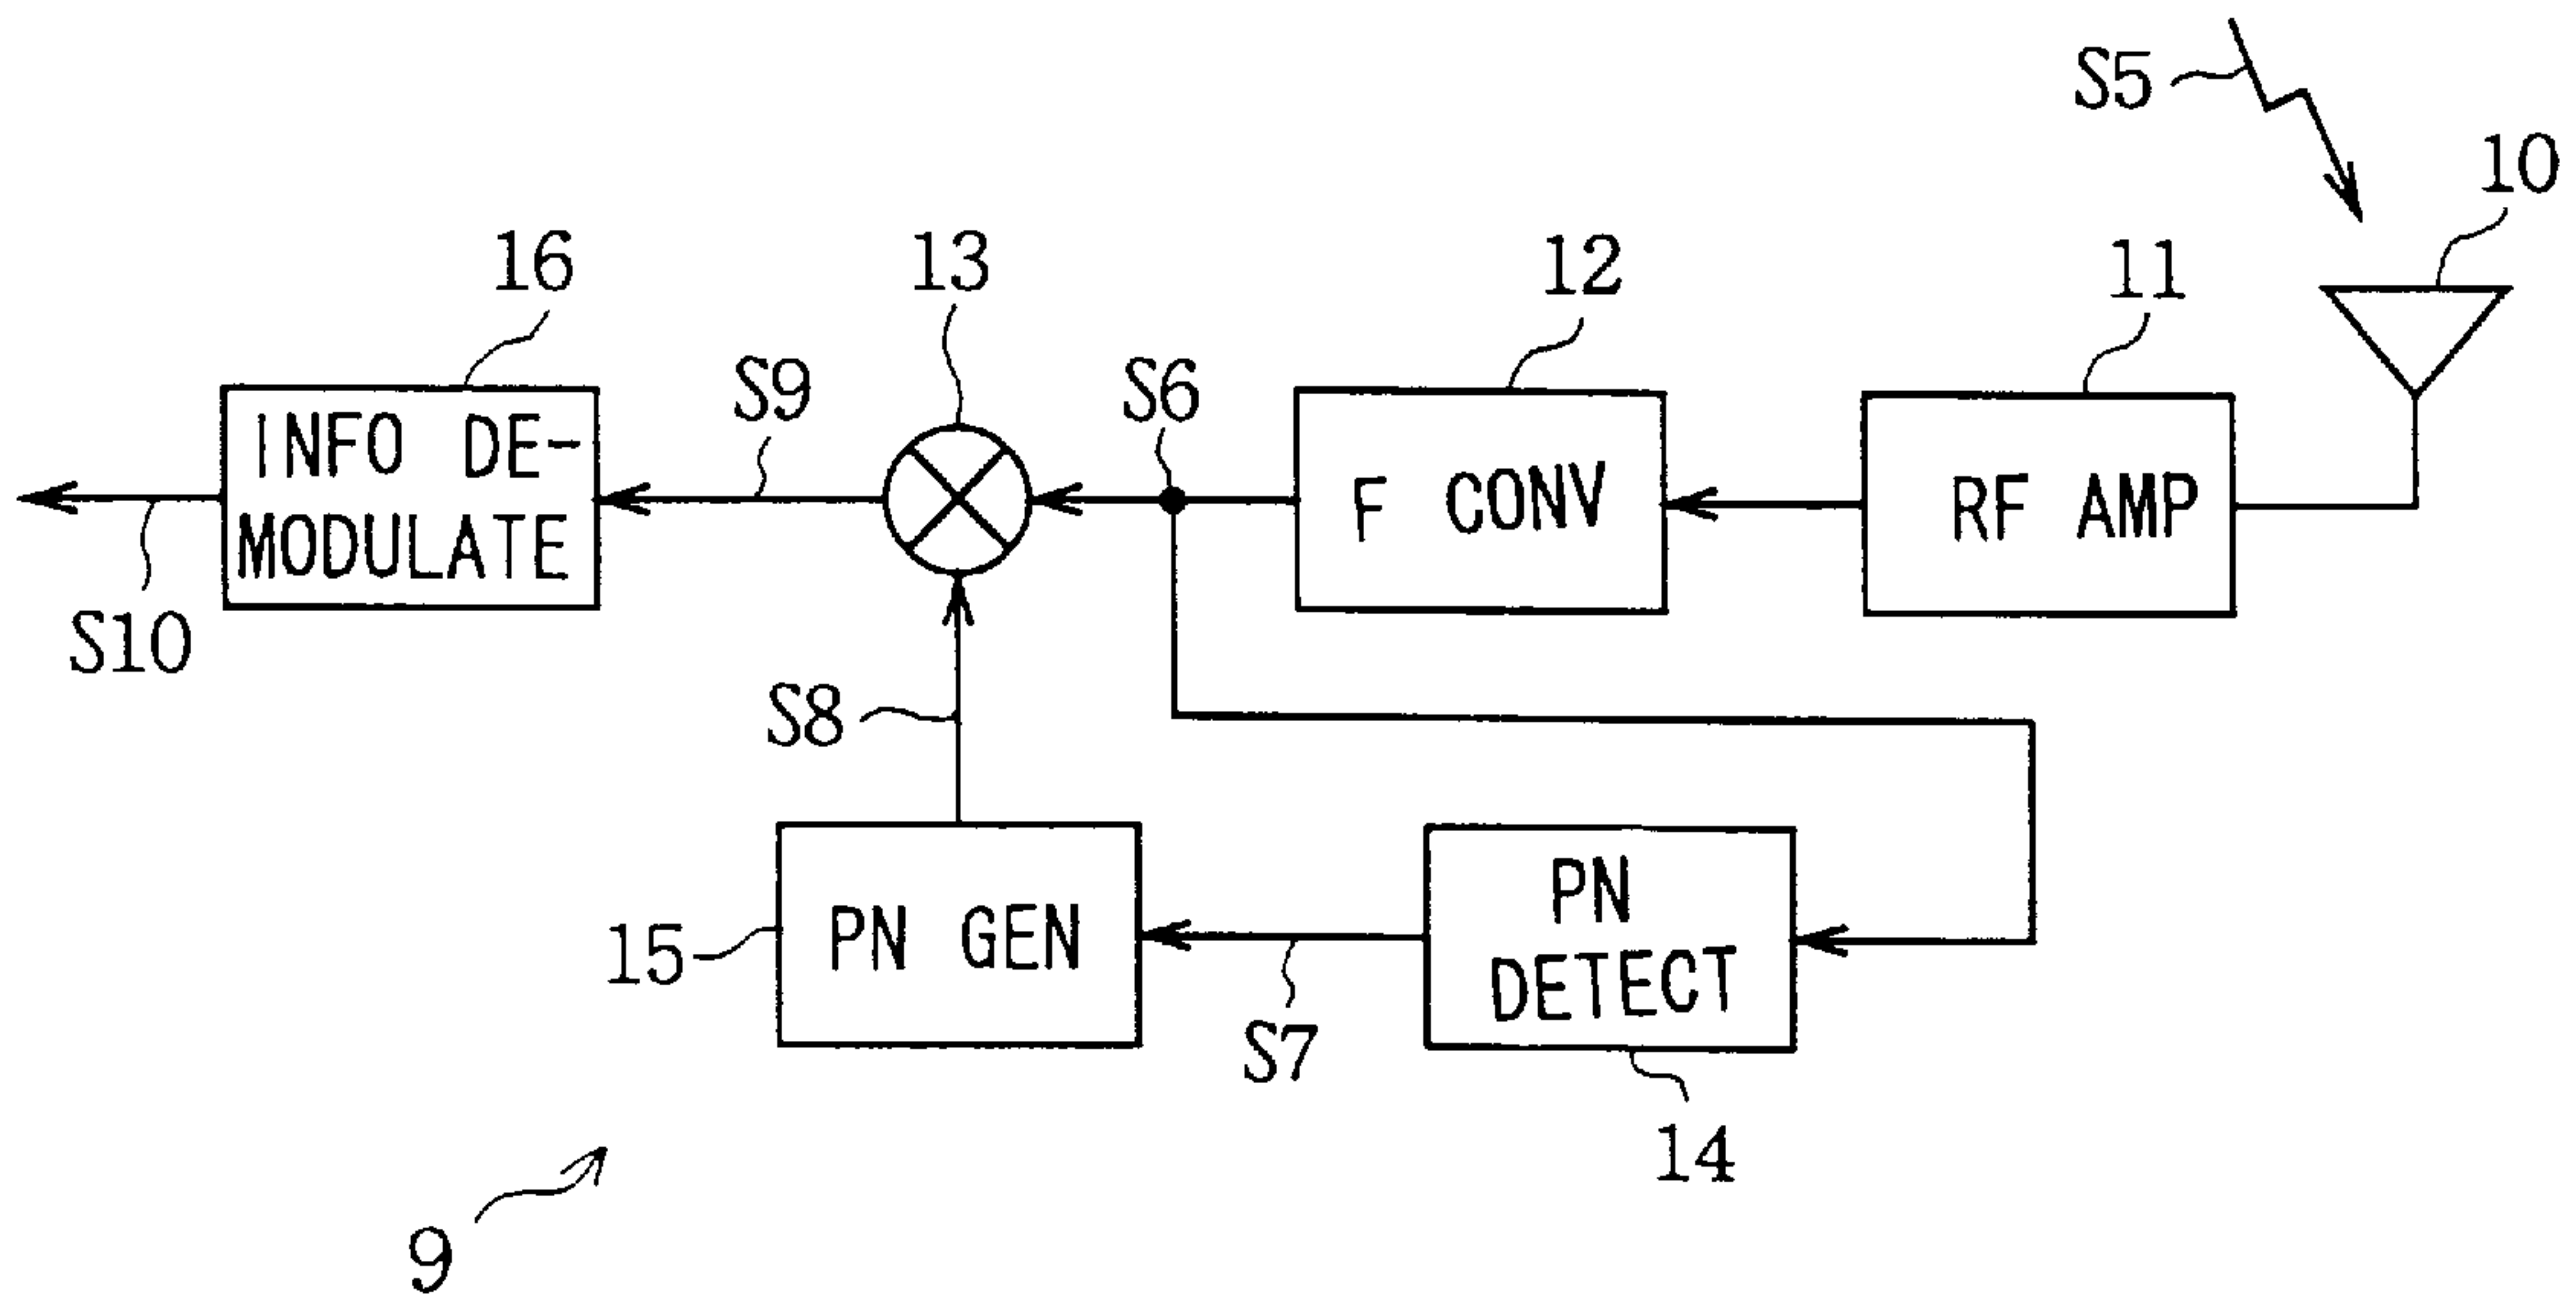 S5
10
16
13
12
11
S9
S6
INFO DE-
MODULATE
F CONV
RF AMP
S10
S8
15
PN GEN
PN
DETECT
S7
14
9